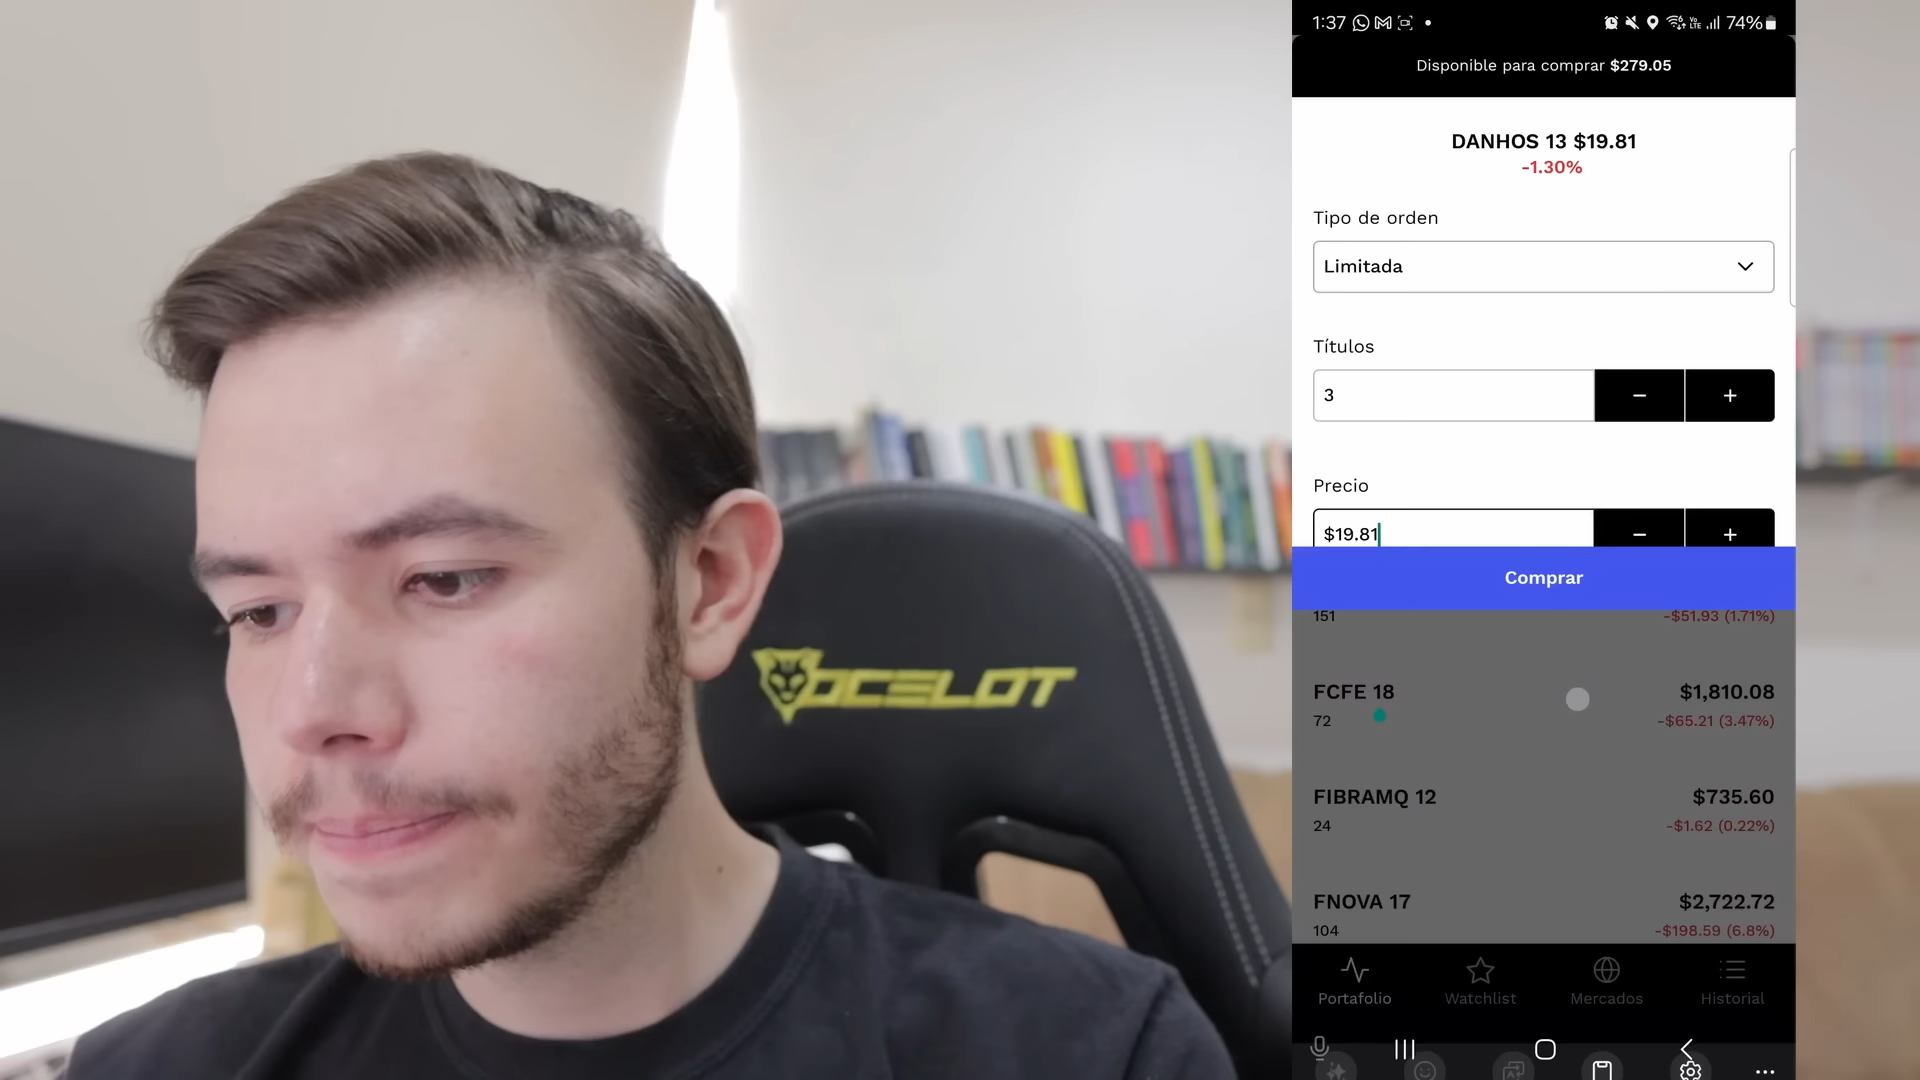 1:37
Vo
LTE
74%
Disponible para comprar $279.05
DANHOS 13 $19.81
-1.30%
Tipo de orden
Limitada
Títulos
3
− +
Precio
$19.81
− +
Comprar
151 -$51.93 (1.71%)
FCFE 18 $1,810.08
72 -$65.21 (3.47%)
FIBRAMQ 12 $735.60
24 -$1.62 (0.22%)
FNOVA 17 $2,722.72
104 -$198.59 (6.8%)
Portafolio Watchlist Mercados Historial
OCELOT